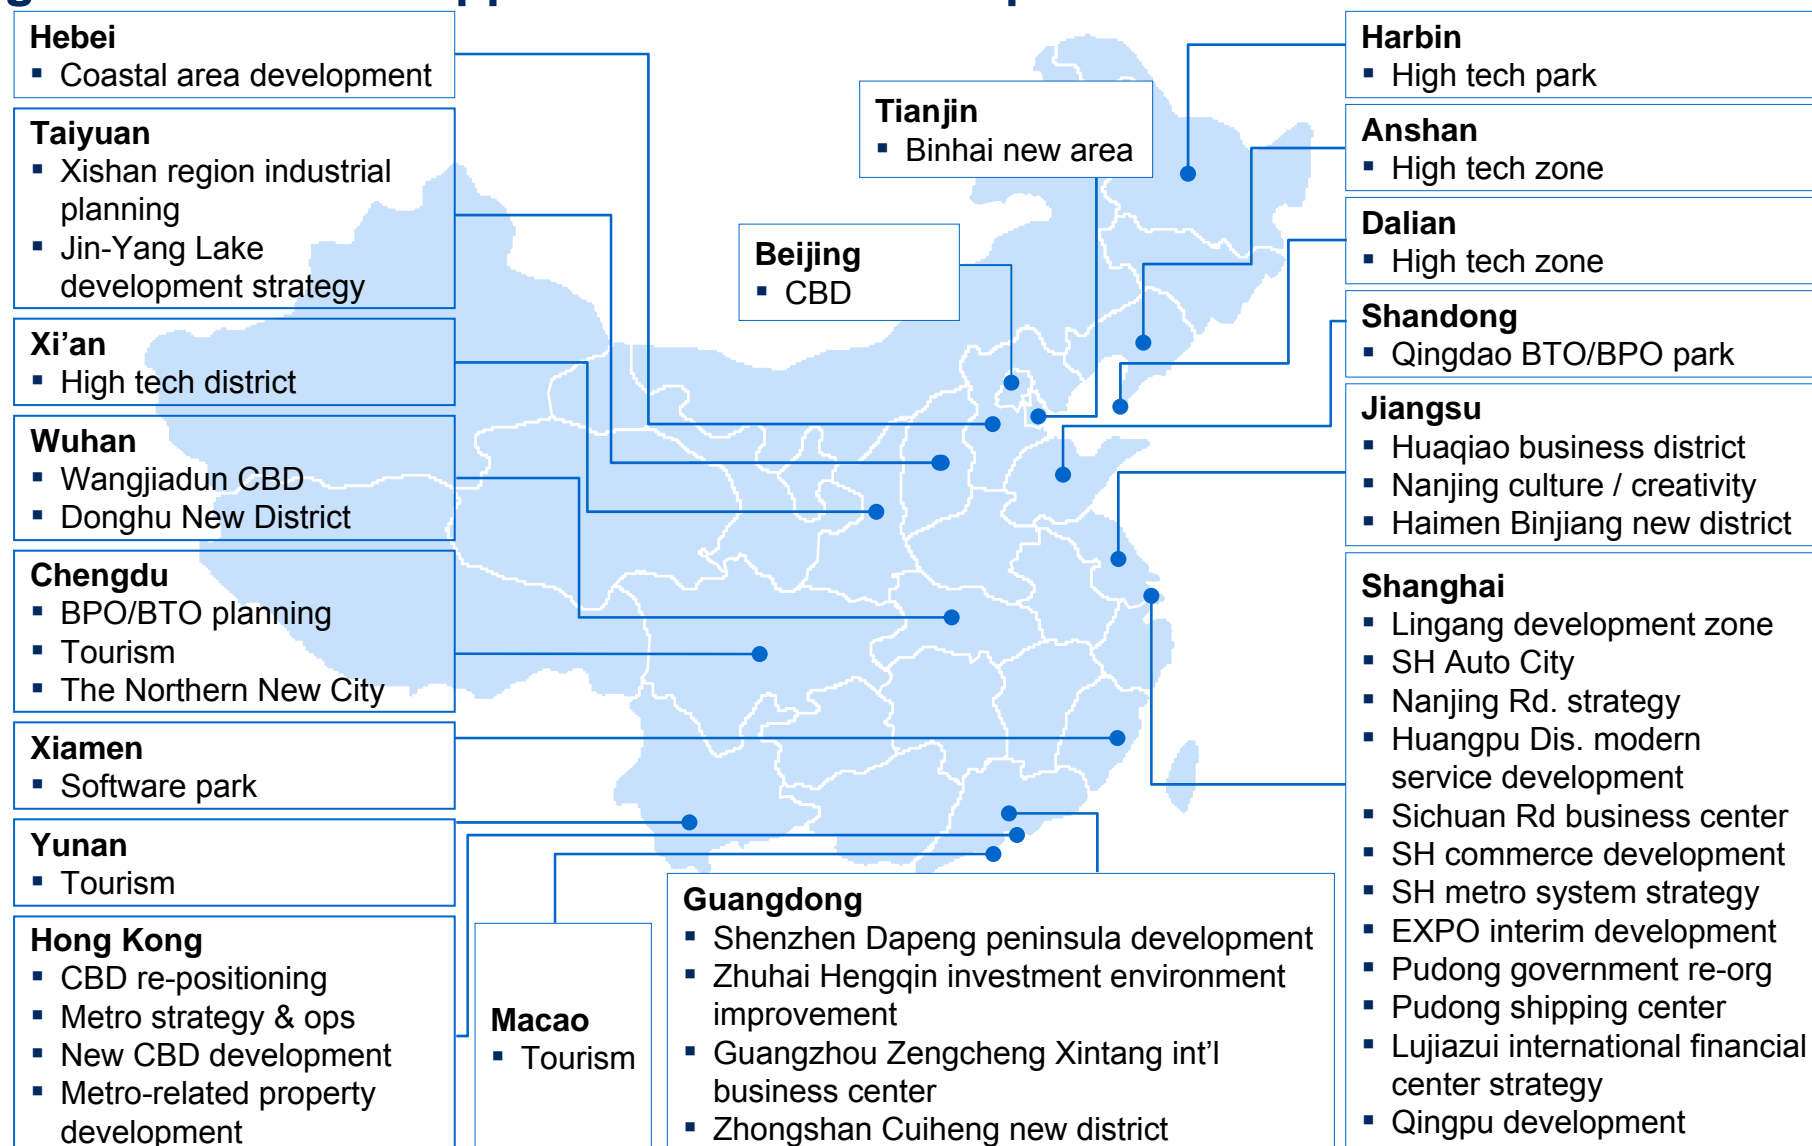 Hebei
▪ Coastal area development
Taiyuan
▪ Xishan region industrial
planning
▪ Jin-Yang Lake
development strategy
Xi’an
▪ High tech district
Wuhan
▪ Wangjiadun CBD
▪ Donghu New District
Chengdu
▪ BPO/BTO planning
▪ Tourism
▪ The Northern New City
Xiamen
▪ Software park
Yunan
▪ Tourism
Hong Kong
▪ CBD re-positioning
▪ Metro strategy & ops
▪ New CBD development
▪ Metro-related property
development
Macao
▪ Tourism
Beijing
▪ CBD
Tianjin
▪ Binhai new area
Guangdong
▪ Shenzhen Dapeng peninsula development
▪ Zhuhai Hengqin investment environment
improvement
▪ Guangzhou Zengcheng Xintang int’l
business center
▪ Zhongshan Cuiheng new district
Harbin
▪ High tech park
Anshan
▪ High tech zone
Dalian
▪ High tech zone
Shandong
▪ Qingdao BTO/BPO park
Jiangsu
▪ Huaqiao business district
▪ Nanjing culture / creativity
▪ Haimen Binjiang new district
Shanghai
▪ Lingang development zone
▪ SH Auto City
▪ Nanjing Rd. strategy
▪ Huangpu Dis. modern
service development
▪ Sichuan Rd business center
▪ SH commerce development
▪ SH metro system strategy
▪ EXPO interim development
▪ Pudong government re-org
▪ Pudong shipping center
▪ Lujiazui international financial
center strategy
▪ Qingpu development